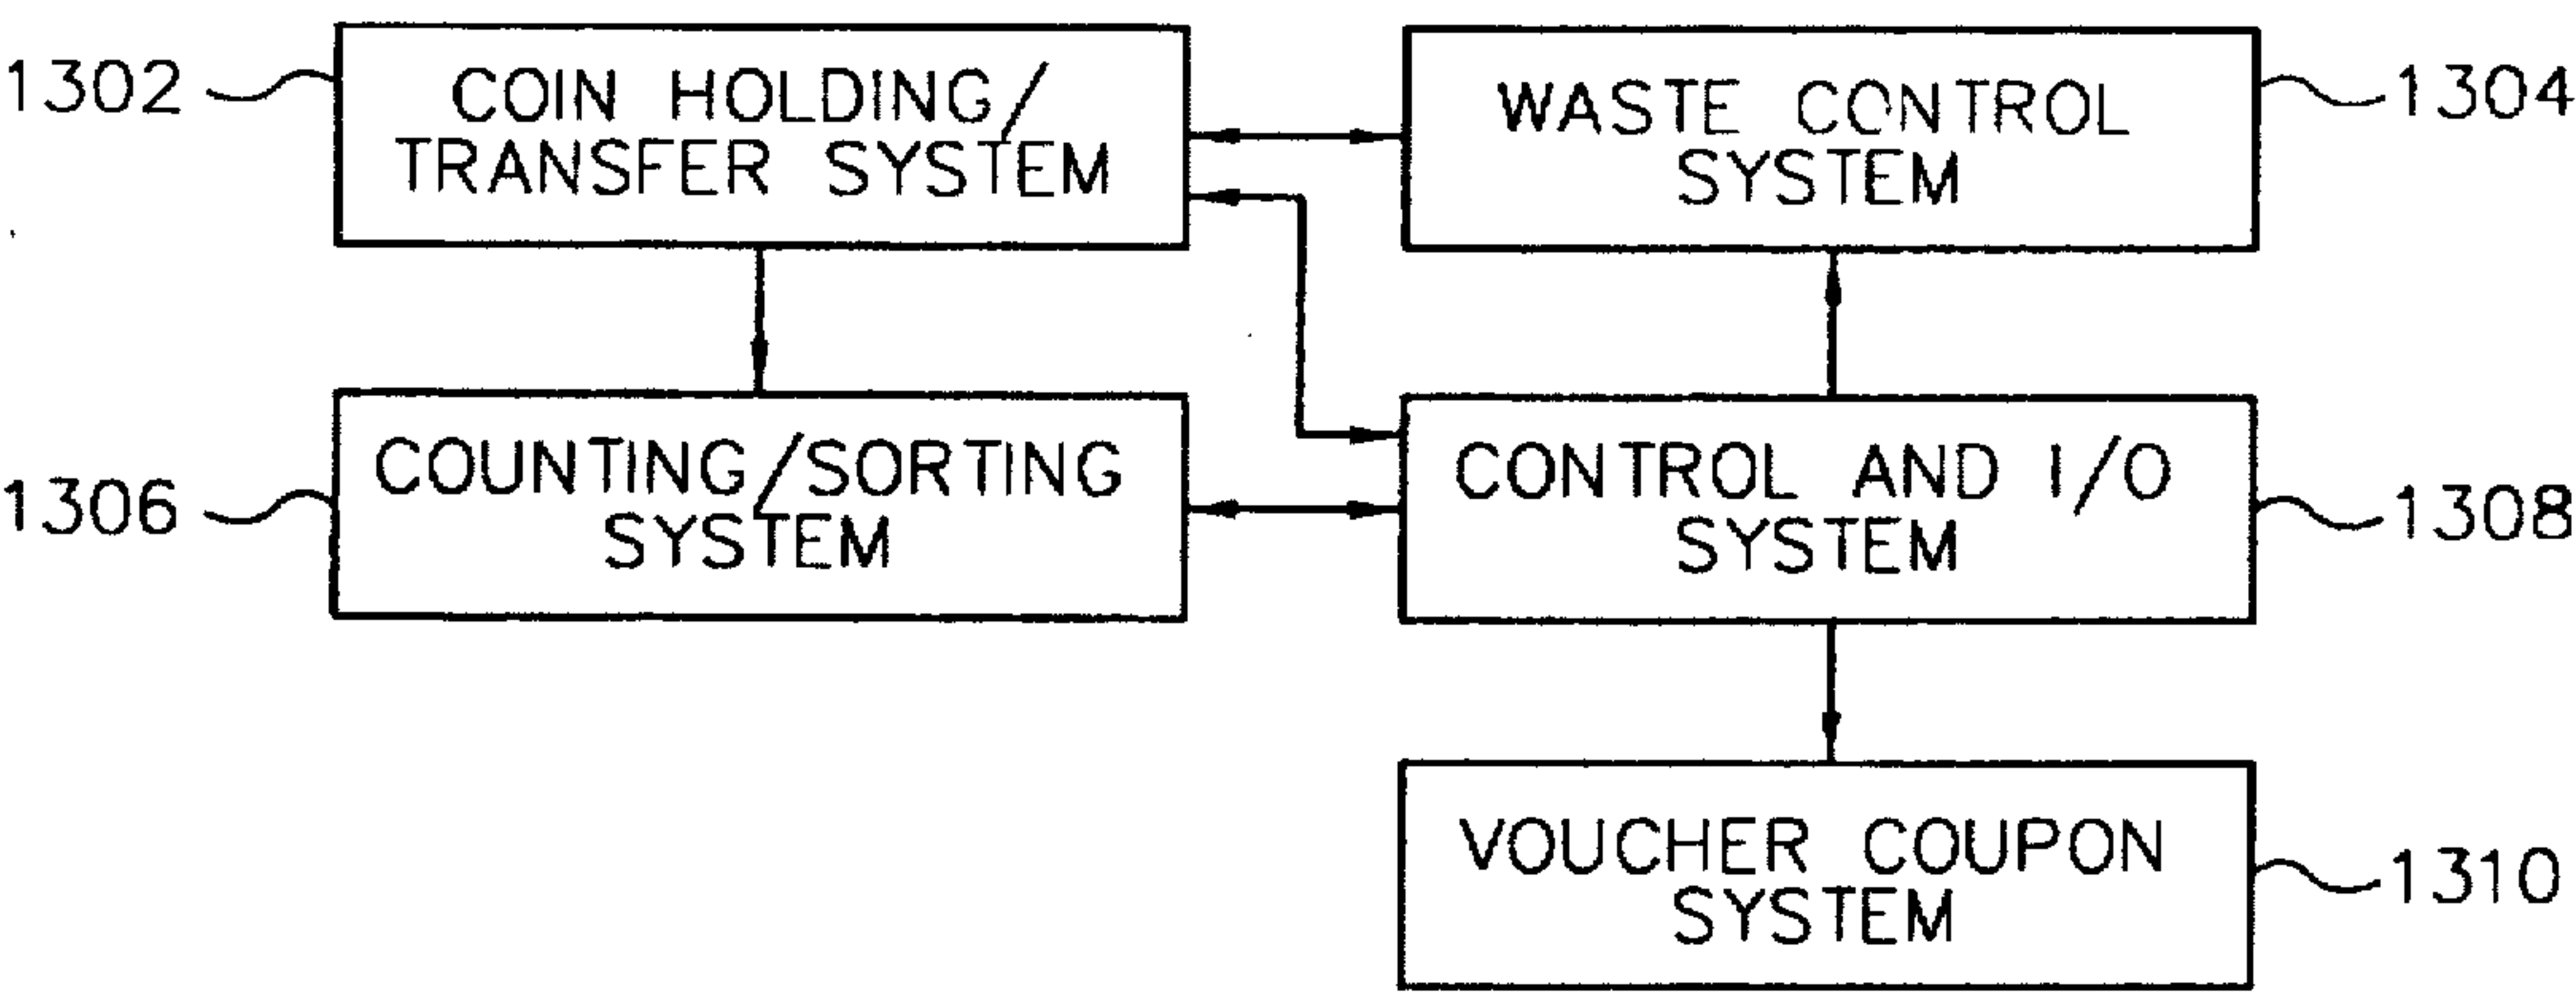 1302
COIN HOLDING/
TRANSFER SYSTEM
WASTE CONTROL
SYSTEM
1304
1306
COUNTING/SORTING
SYSTEM
CONTROL AND I/O
SYSTEM
1308
VOUCHER COUPON
SYSTEM
1310